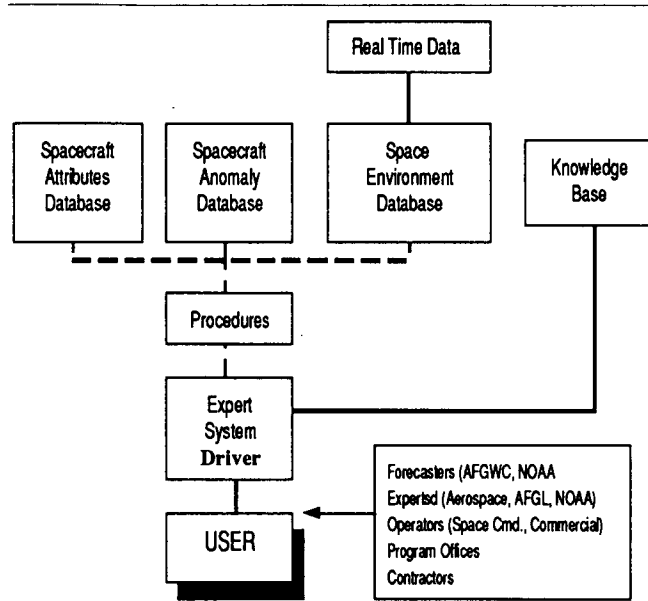 Real Time Data
Spacecraft
Attributes
Database
Spacecraft
Anomaly
Database
Space
Environment
Database
Knowledge
Base
Procedures
Expert
System
Driver
USER
Forecasters (AFGWC, NOAA
Expertsd (Aerospace, AFGL, NOAA)
Operators (Space Cmd., Commercial)
Program Offices
Contractors